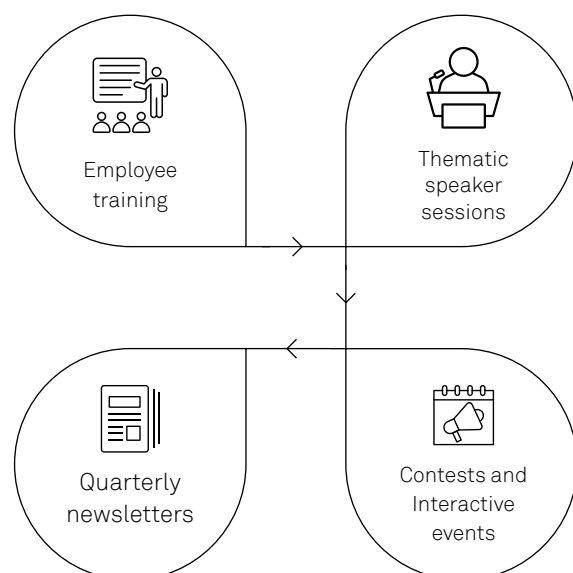 Employee
training
Thematic
speaker
sessions
Quarterly
newsletters
Contests and
Interactive
events